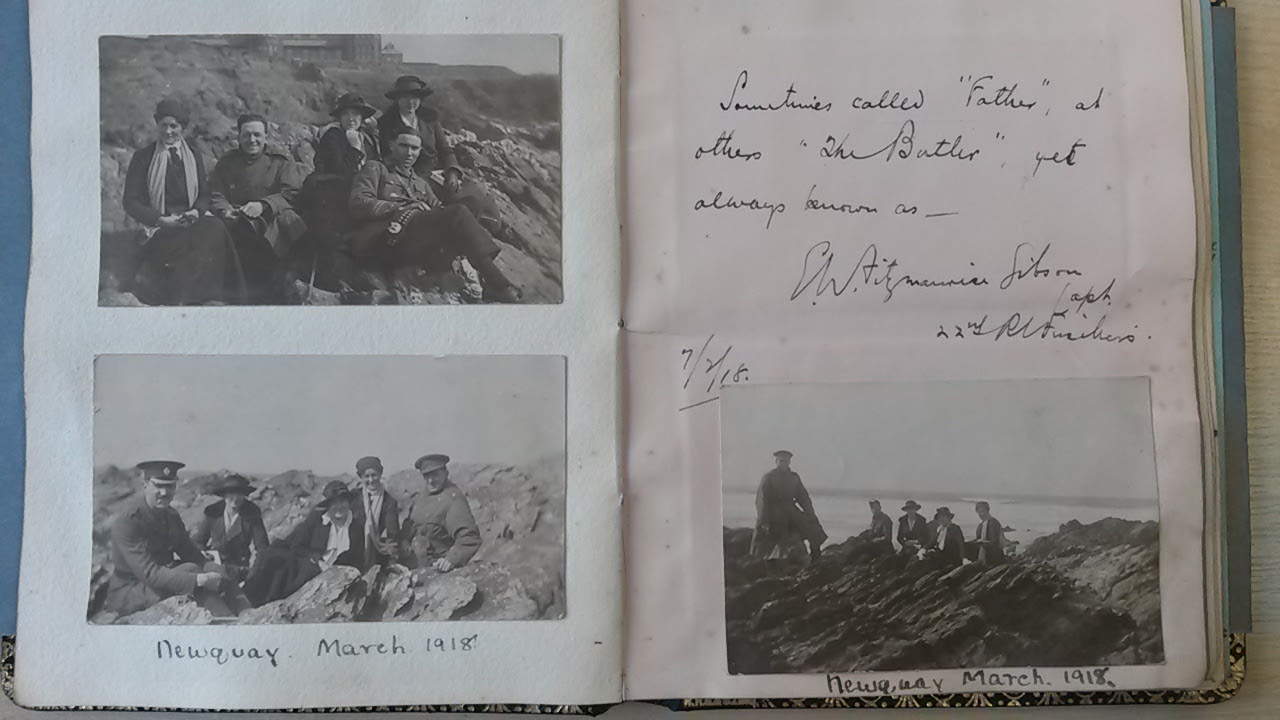 Newquay. March 1918.
Sometimes called "Father", at
others "The Butler", yet
always known as —
E.W. Fitzmaurice Gibson
Capt.
22nd R.W. Fusiliers.
7/2/18.
Newquay March. 1918.